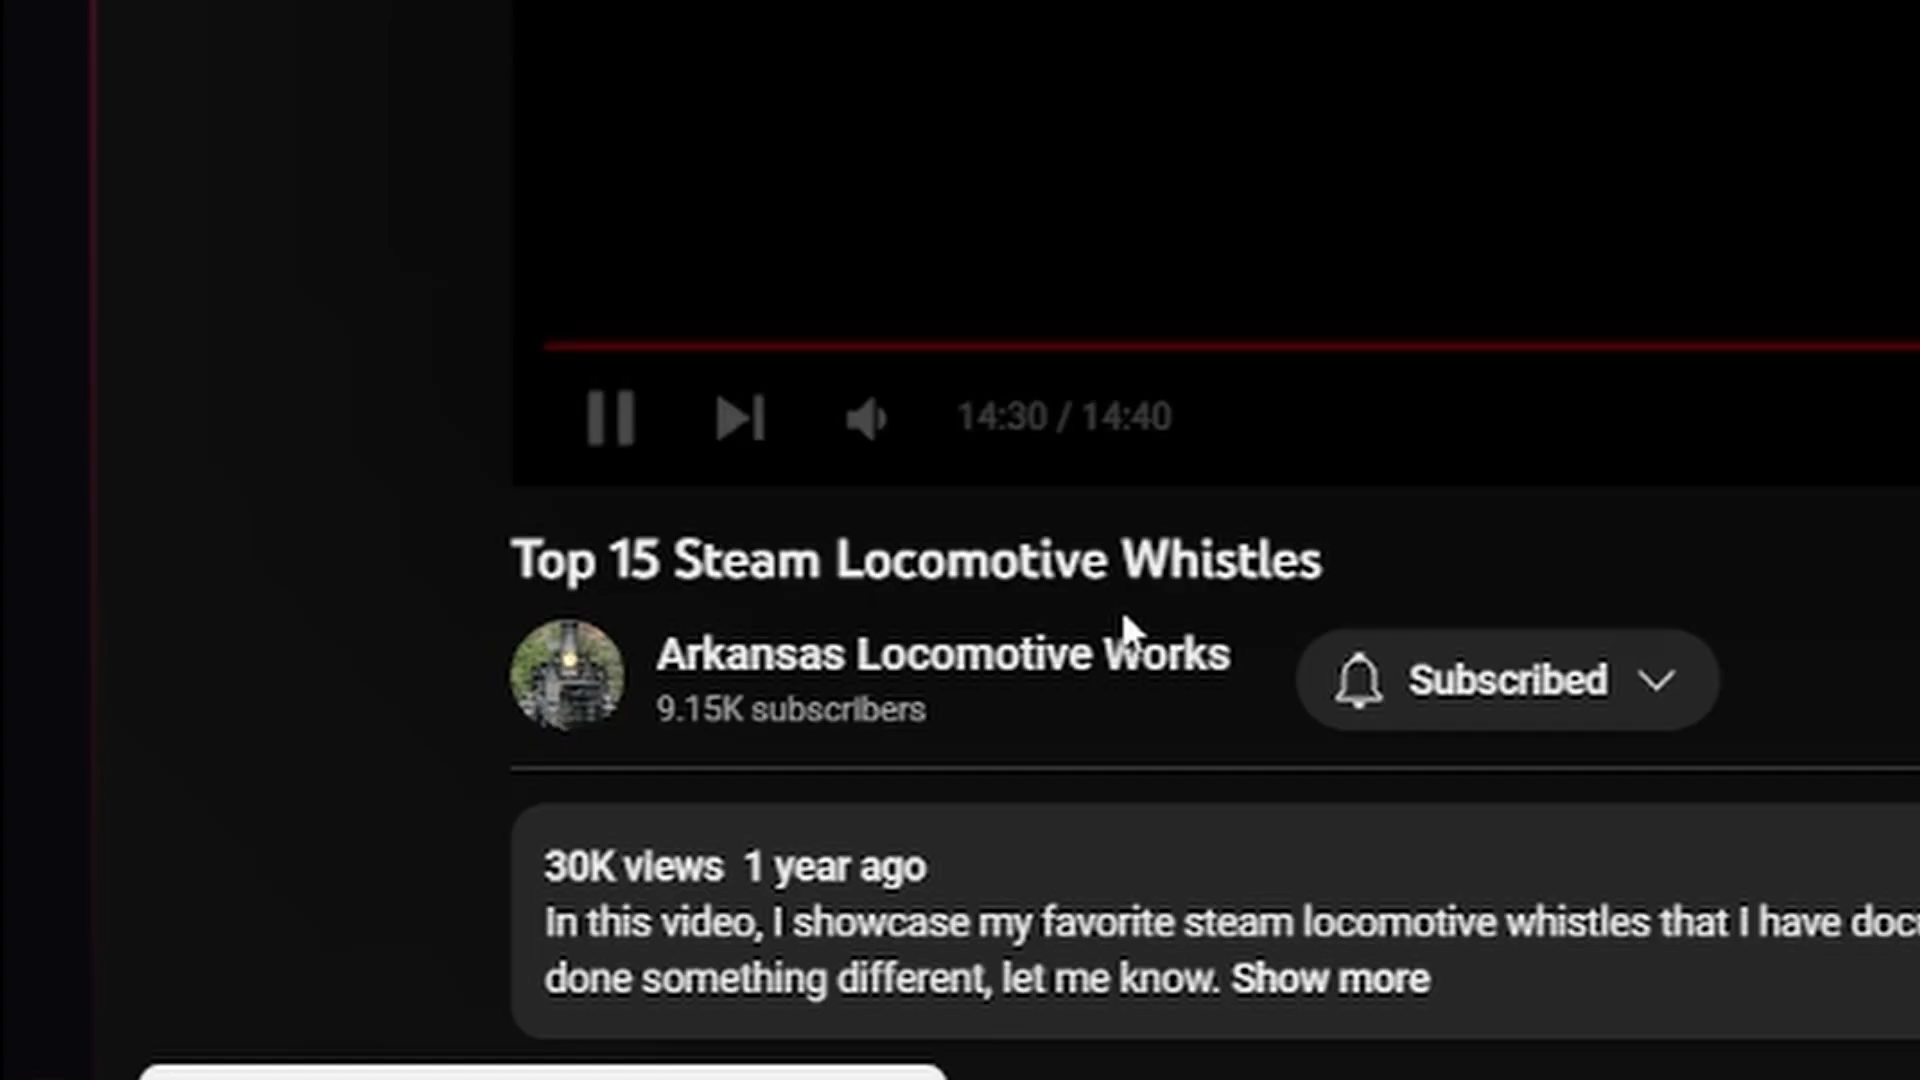 14:30 / 14:40
Top 15 Steam Locomotive Whistles
Arkansas Locomotive Works
9.15K subscribers
Subscribed
30K views 1 year ago
In this video, I showcase my favorite steam locomotive whistles that I have
done something different, let me know. Show more